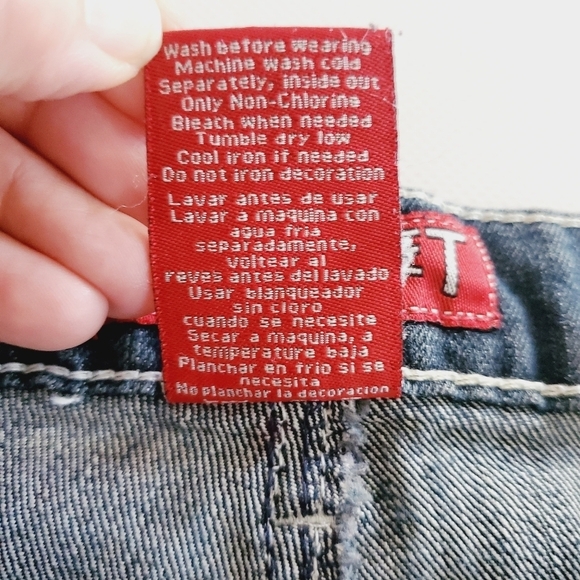 Wash before wearing
Machine wash cold
Separately, inside out
Only Non-Chlorine
Bleach when needed
Tumble dry low
Cool iron if needed
Do not iron decoration
Lavar antes de usar
Lavar a maquina con
agua fria
separadamente,
voltear al
reves antes del lavado
Usar blanqueador
sin cloro
cuando se necesite
Secar a maquina, a
temperature baja
Planchar en frio si se
necesita
No planchar la decoracion